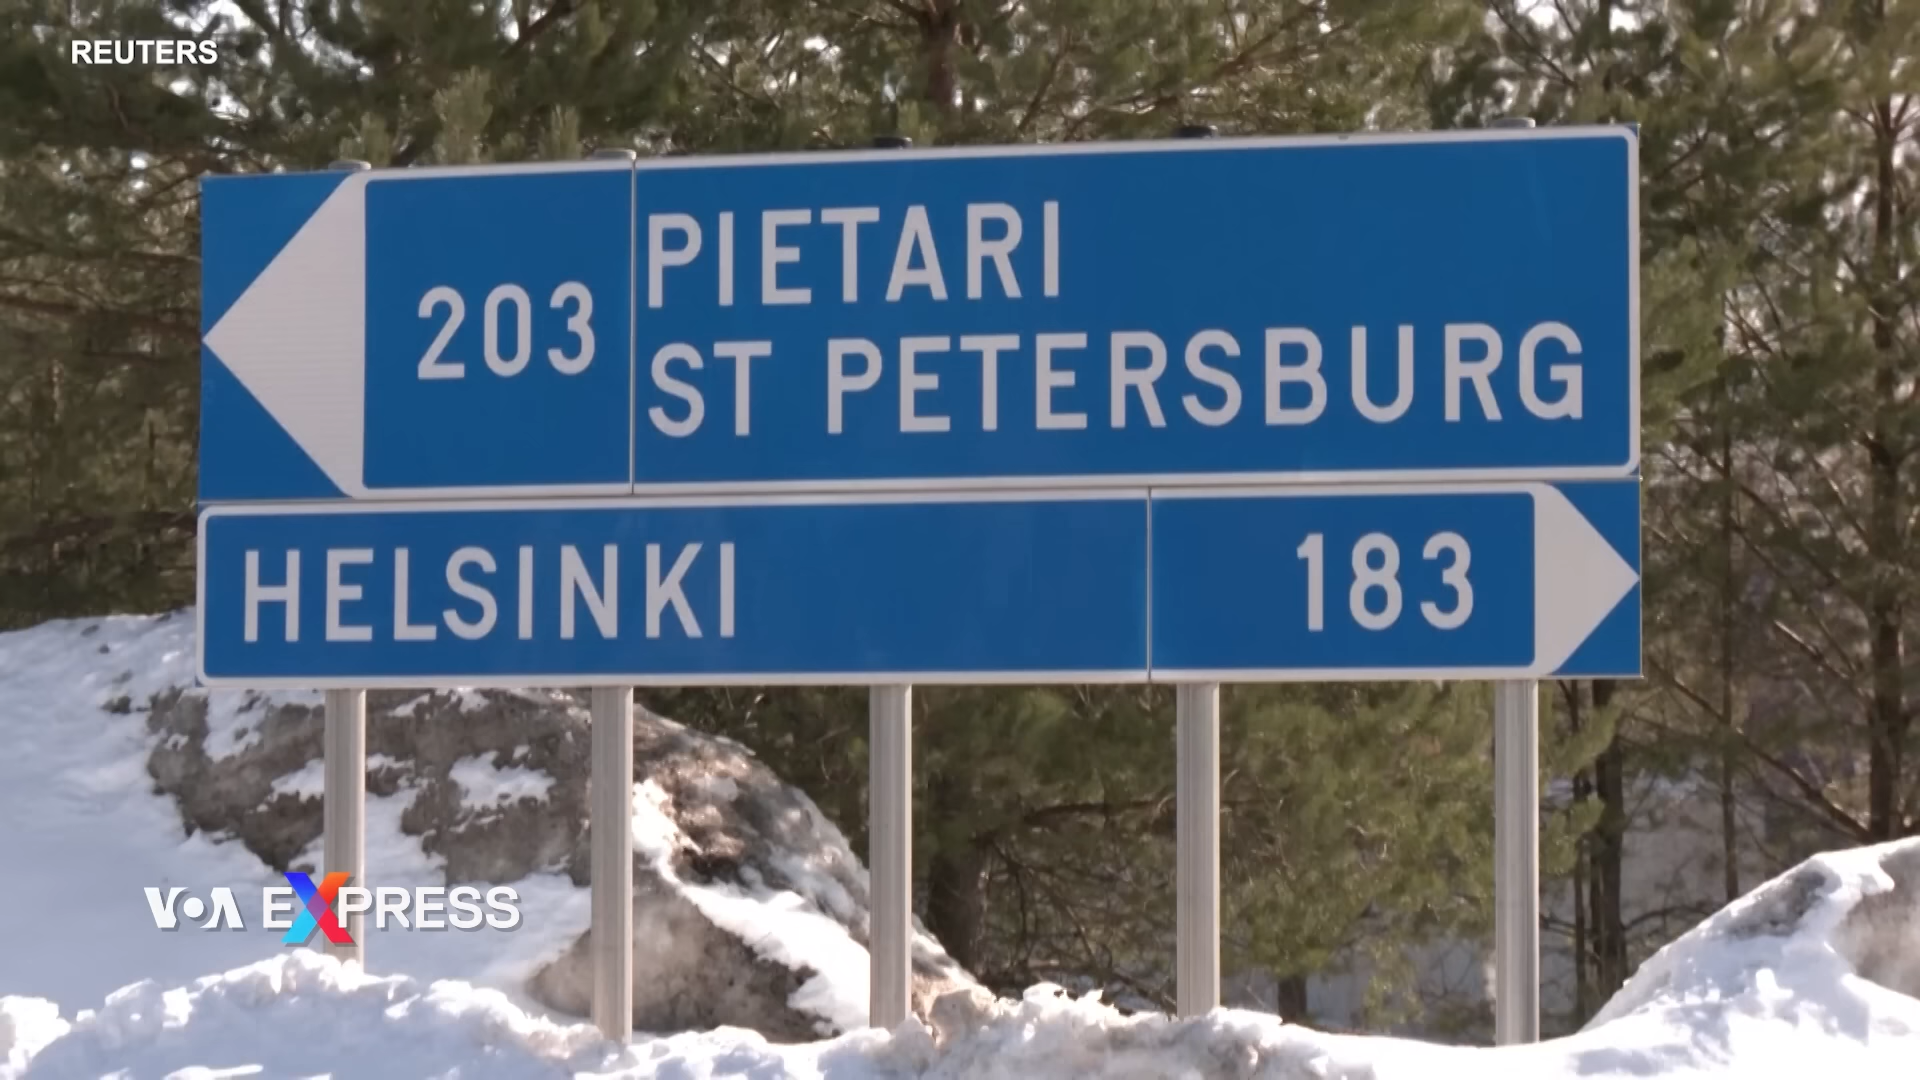 REUTERS
203 PIETARI
ST PETERSBURG
HELSINKI 183
VOA EXPRESS